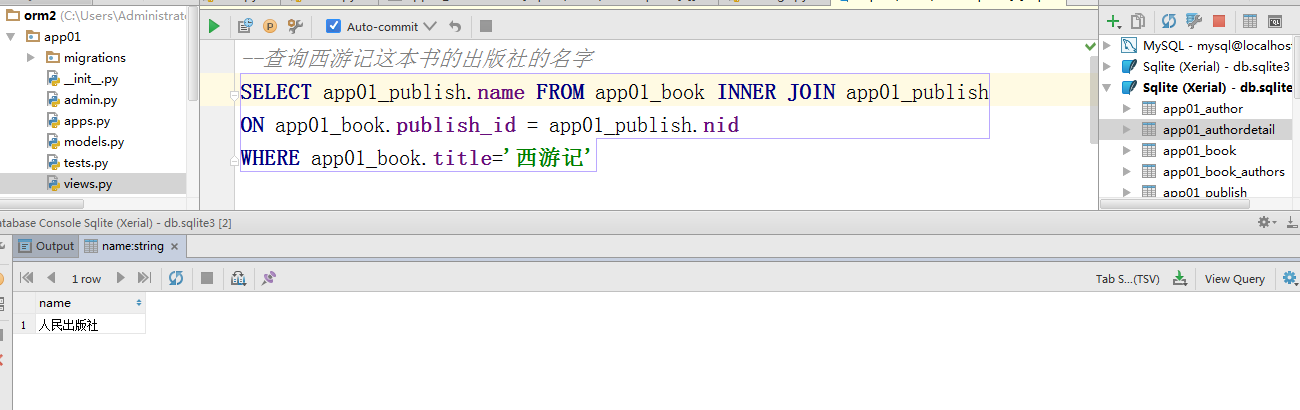 orm2 (C:\Users\Administrat
app01
migrations
__init__.py
admin.py
apps.py
models.py
tests.py
views.py
Auto-commit
--查询西游记这本书的出版社的名字
SELECT app01_publish.name FROM app01_book INNER JOIN app01_publish
ON app01_book.publish_id = app01_publish.nid
WHERE app01_book.title='西游记'
MySQL - mysql@localhost
Sqlite (Xerial) - db.sqlite3
Sqlite (Xerial) - db.sqlite
app01_author
app01_authordetail
app01_book
app01_book_authors
app01_publish
atabase Console Sqlite (Xerial) - db.sqlite3 [2]
Output
name:string
1 row
Tab S...(TSV)
View Query
name
1 人民出版社